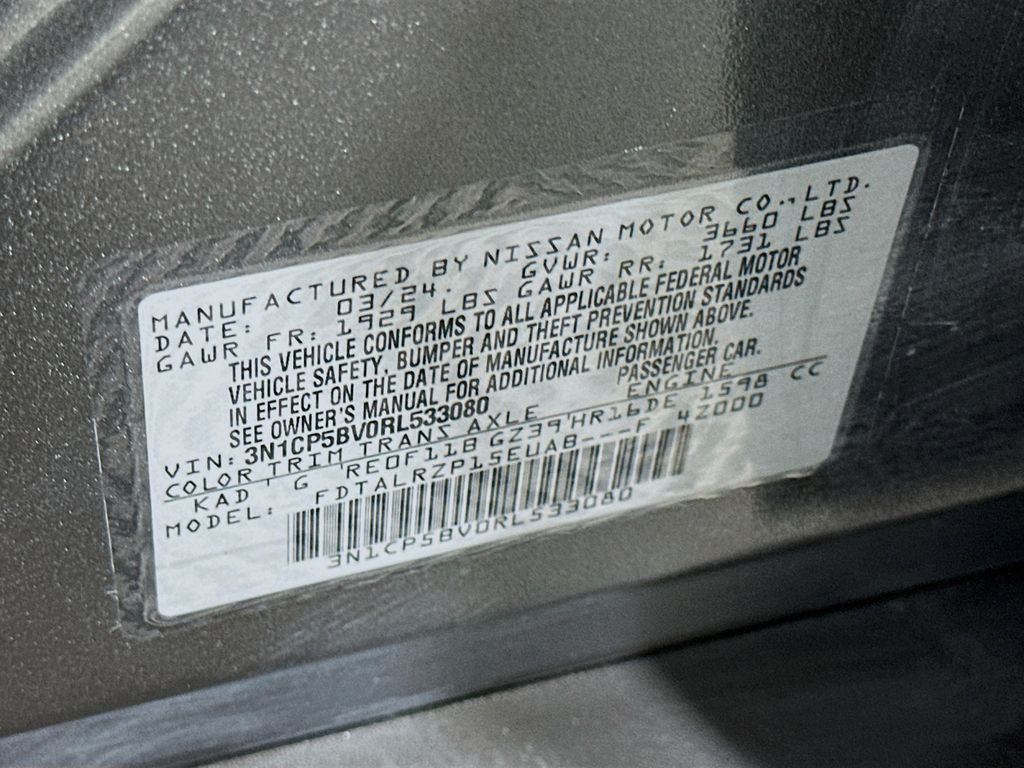 MANUFACTURED BY NISSAN MOTOR CO., LTD.
DATE: 03/24. GVWR: 3660 LBS
GAWR FR: 1929 LBS GAWR RR: 1731 LBS
THIS VEHICLE CONFORMS TO ALL APPLICABLE FEDERAL MOTOR
VEHICLE SAFETY, BUMPER AND THEFT PREVENTION STANDARDS
IN EFFECT ON THE DATE OF MANUFACTURE SHOWN ABOVE.
SEE OWNER'S MANUAL FOR ADDITIONAL INFORMATION.
VIN: 3N1CP5BV0RL533080 PASSENGER CAR.
COLOR TRIM TRANS AXLE ENGINE
KAD ' G 'RE0F11B GZ39'HR16DE 1598 CC
MODEL: FDTALRZP15EUAB---F 4Z000
3N1CP5BV0RL533080